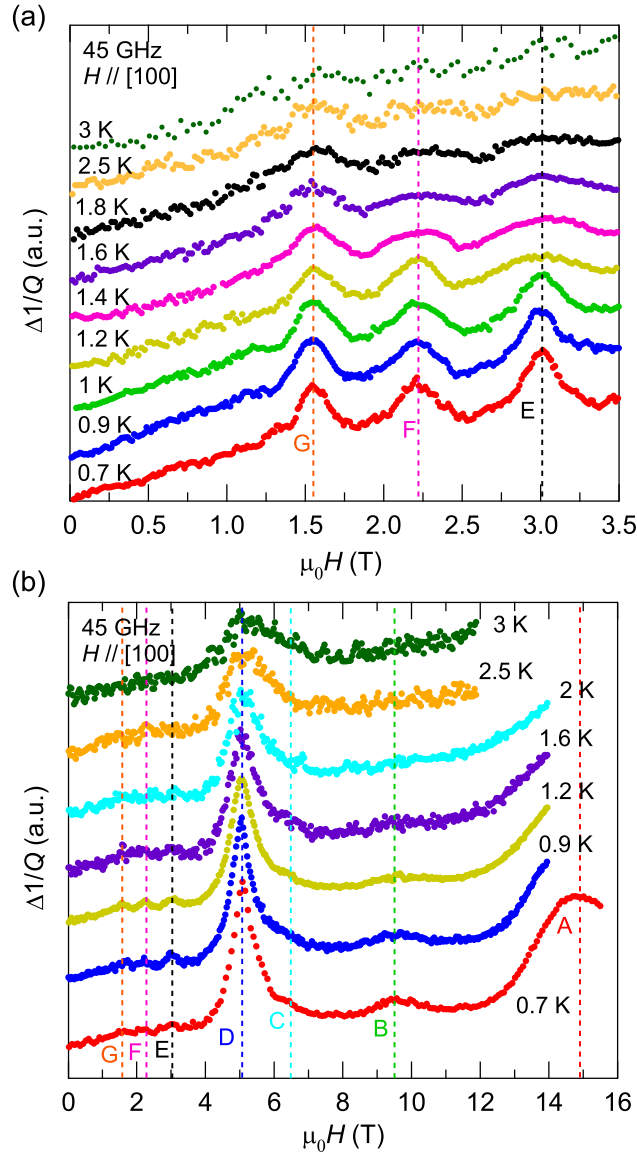 (a)
45 GHz
H // [100]
3 K
2.5 K
1.8 K
1.6 K
1.4 K
1.2 K
1 K
0.9 K
0.7 K
G
F
E
Δ1/Q (a.u.)
0 0.5 1.0 1.5 2.0 2.5 3.0 3.5
μ0H (T)
(b)
45 GHz
H // [100]
3 K
2.5 K
2 K
1.6 K
1.2 K
0.9 K
A
0.7 K
G F E D C B
Δ1/Q (a.u.)
0 2 4 6 8 10 12 14 16
μ0H (T)